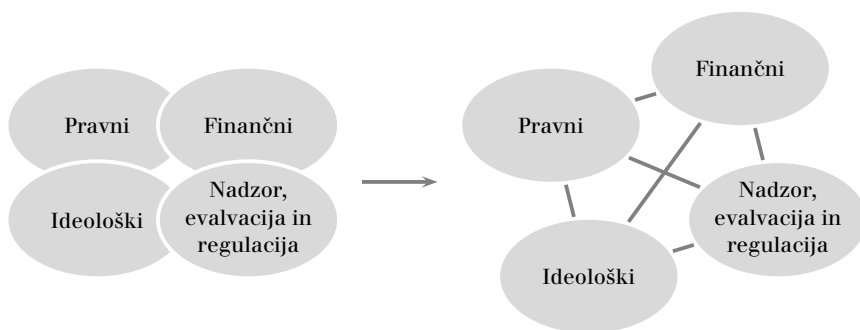 Pravni
Finančni
Ideološki
Nadzor,
evalvacija in
regulacija
Finančni
Pravni
Nadzor,
evalvacija in
regulacija
Ideološki